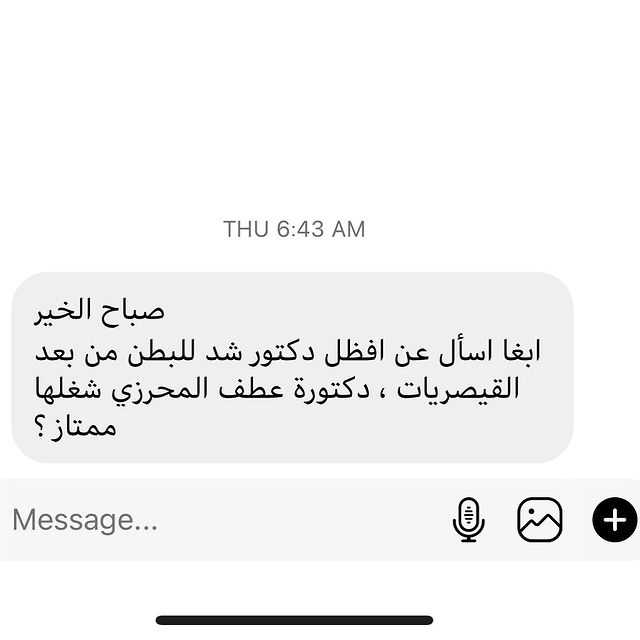 THU 6:43 AM
صباح الخير
ابغا اسأل عن افظل دكتور شد للبطن من بعد
القيصريات ، دكتورة عطف المحرزي شغلها
ممتاز ؟
Message...